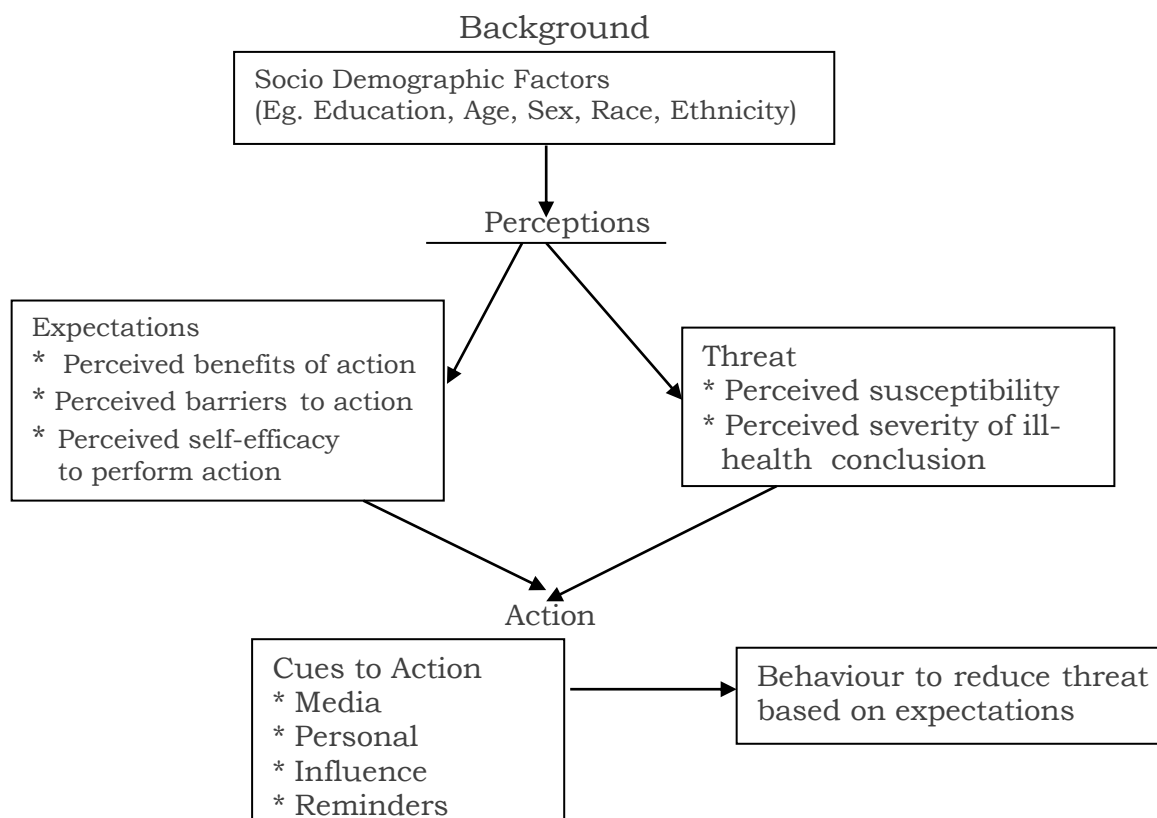 Background
Socio Demographic Factors
(Eg. Education, Age, Sex, Race, Ethnicity)
Perceptions
Expectations
* Perceived benefits of action
* Perceived barriers to action
* Perceived self-efficacy
to perform action
Threat
* Perceived susceptibility
* Perceived severity of ill-
health conclusion
Action
Cues to Action
* Media
* Personal
* Influence
* Reminders
Behaviour to reduce threat
based on expectations